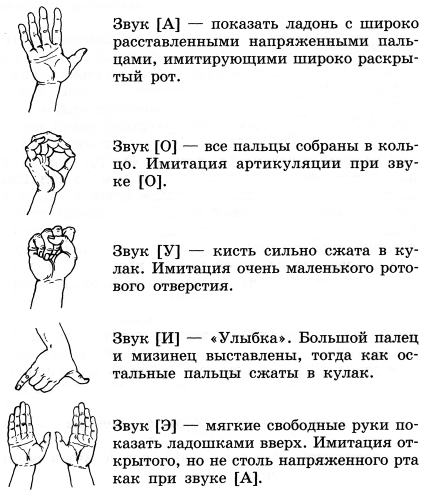 Звук [А] — показать ладонь с широко
расставленными напряженными паль-
цами, имитирующими широко раскры-
тый рот.
Звук [О] — все пальцы собраны в коль-
цо. Имитация артикуляции при зву-
ке [О].
Звук [У] — кисть сильно сжата в ку-
лак. Имитация очень маленького рото-
вого отверстия.
Звук [И] — «Улыбка». Большой палец
и мизинец выставлены, тогда как ос-
тальные пальцы сжаты в кулак.
Звук [Э] — мягкие свободные руки по-
казать ладошками вверх. Имитация от-
крытого, но не столь напряженного рта
как при звуке [А].